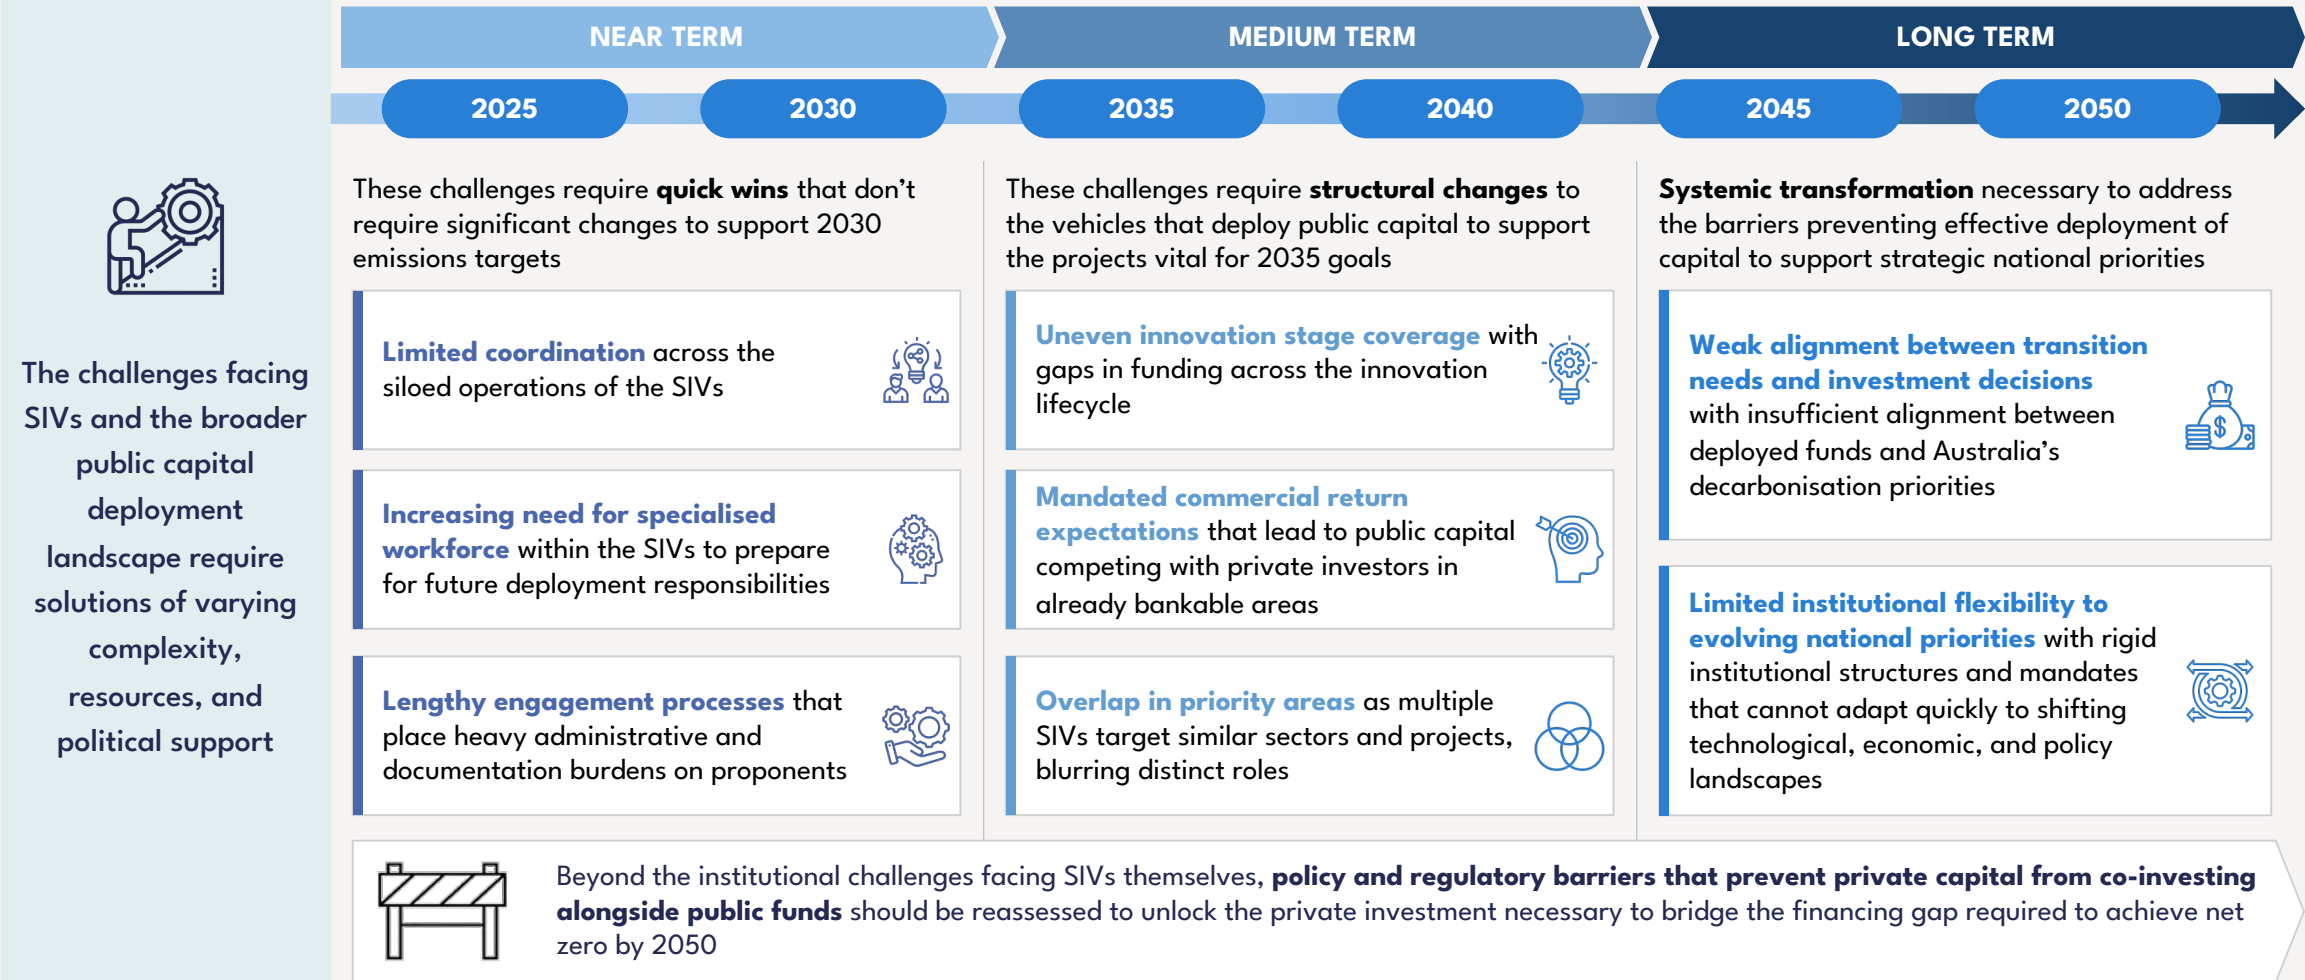 NEAR TERM
MEDIUM TERM
LONG TERM
2025
2030
2035
2040
2045
2050
The challenges facing
SIVs and the broader
public capital
deployment
landscape require
solutions of varying
complexity,
resources, and
political support
These challenges require quick wins that don’t
require significant changes to support 2030
emissions targets
Limited coordination across the
siloed operations of the SIVs
Increasing need for specialised
workforce within the SIVs to prepare
for future deployment responsibilities
Lengthy engagement processes that
place heavy administrative and
documentation burdens on proponents
These challenges require structural changes to
the vehicles that deploy public capital to support
the projects vital for 2035 goals
Uneven innovation stage coverage with
gaps in funding across the innovation
lifecycle
Mandated commercial return
expectations that lead to public capital
competing with private investors in
already bankable areas
Overlap in priority areas as multiple
SIVs target similar sectors and projects,
blurring distinct roles
Systemic transformation necessary to address
the barriers preventing effective deployment of
capital to support strategic national priorities
Weak alignment between transition
needs and investment decisions
with insufficient alignment between
deployed funds and Australia’s
decarbonisation priorities
Limited institutional flexibility to
evolving national priorities with rigid
institutional structures and mandates
that cannot adapt quickly to shifting
technological, economic, and policy
landscapes
Beyond the institutional challenges facing SIVs themselves, policy and regulatory barriers that prevent private capital from co-investing
alongside public funds should be reassessed to unlock the private investment necessary to bridge the financing gap required to achieve net
zero by 2050